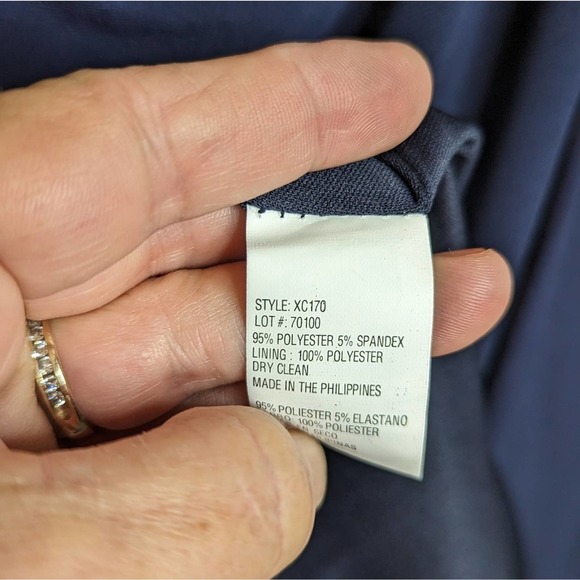 STYLE: XC170
LOT #: 70100
95% POLYESTER 5% SPANDEX
LINING : 100% POLYESTER
DRY CLEAN
MADE IN THE PHILIPPINES
95% POLIESTER 5% ELASTANO
100% POLIESTER
SECO